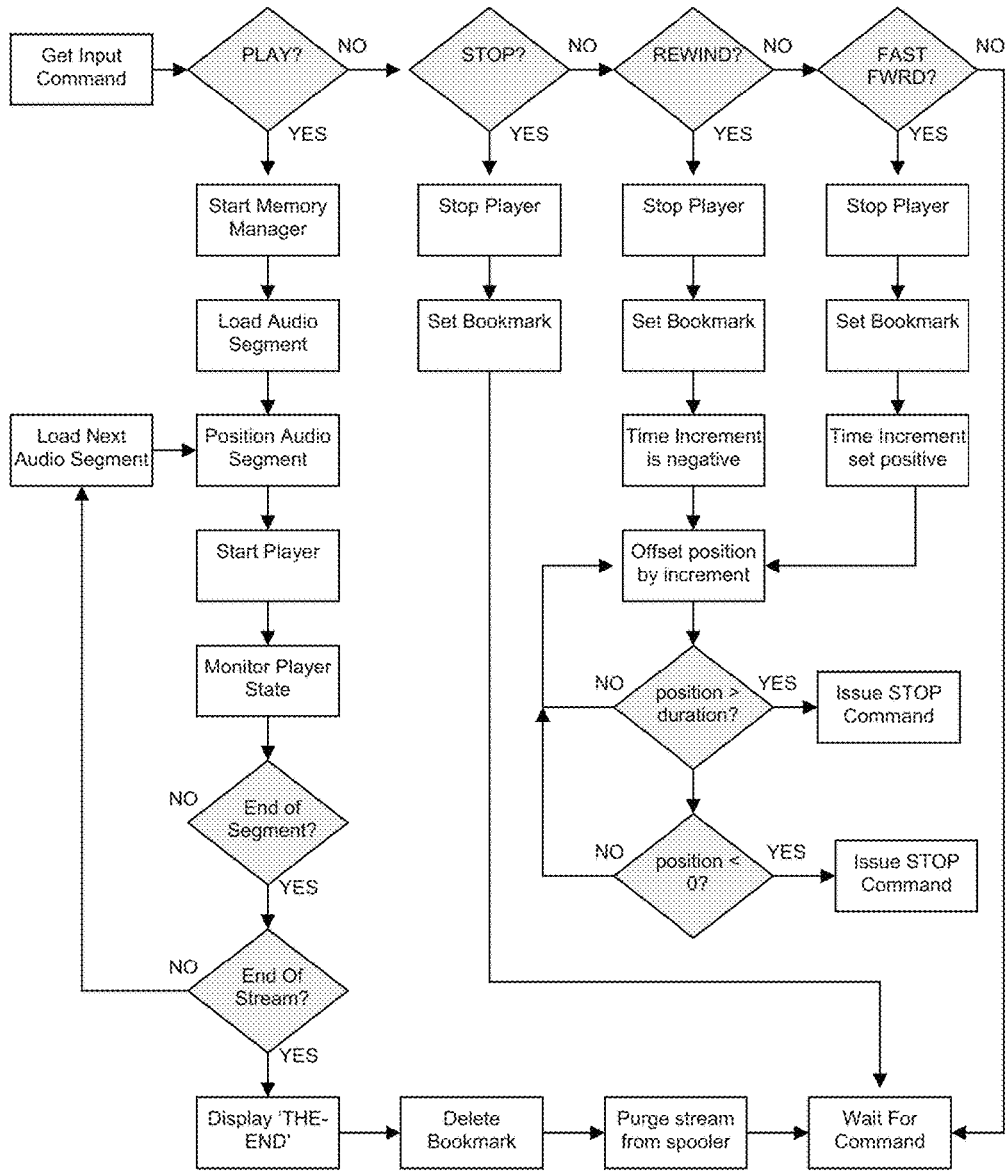 Get Input
Command
PLAY?
NO
STOP?
NO
REWIND?
NO
FAST
FWRD?
NO
YES
YES
YES
YES
Start Memory
Manager
Stop Player
Stop Player
Stop Player
Load Audio
Segment
Set Bookmark
Set Bookmark
Set Bookmark
Load Next
Audio Segment
Position Audio
Segment
Time Increment
is negative
Time Increment
set positive
Start Player
Offset position
by increment
Monitor Player
State
NO
position >
duration?
YES
Issue STOP
Command
NO
End of
Segment?
YES
NO
position <
0?
YES
Issue STOP
Command
NO
End Of
Stream?
YES
Display 'THE-
END'
Delete
Bookmark
Purge stream
from spooler
Wait For
Command